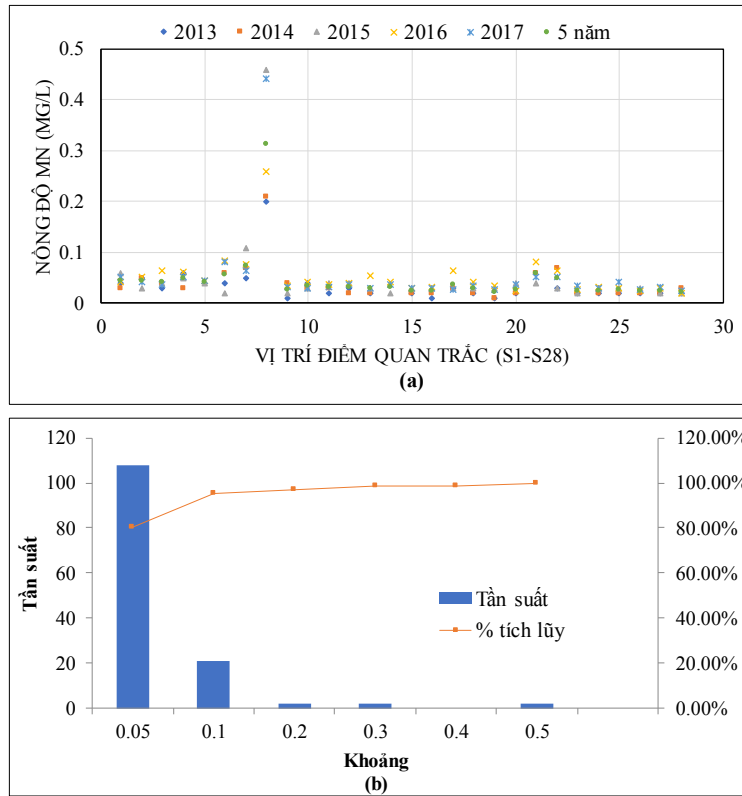 2013 2014 2015 2016 2017 5 năm
0.5
0.4
0.3
0.2
0.1
0
NỒNG ĐỘ MN (MG/L)
0 5 10 15 20 25 30
VỊ TRÍ ĐIỂM QUAN TRẮC (S1-S28)
(a)
120
100
80
60
40
20
0
Tần suất
120.00%
100.00%
80.00%
60.00%
40.00%
20.00%
0.00%
Tần suất
% tích lũy
0.05 0.1 0.2 0.3 0.4 0.5
Khoảng
(b)